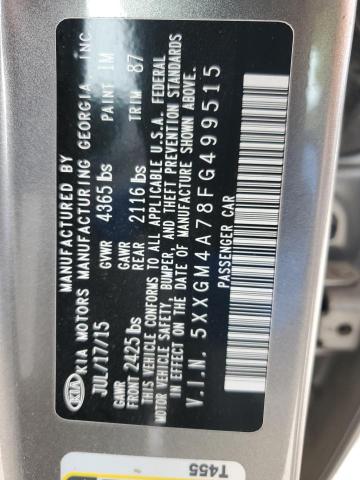 MANUFACTURED BY
KIA MOTORS MANUFACTURING GEORGIA, INC
JUL/17/15 GVWR 4365 lbs PAINT 1M
GAWR FRONT 2425 lbs GAWR REAR 2116 lbs TRIM 87
THIS VEHICLE CONFORMS TO ALL APPLICABLE U.S.A. FEDERAL
MOTOR VEHICLE SAFETY, BUMPER, AND THEFT PREVENTION STANDARDS
IN EFFECT ON THE DATE OF MANUFACTURE SHOWN ABOVE.
V.I.N. 5XXGM4A78FG499515
PASSENGER CAR
KIA
T455